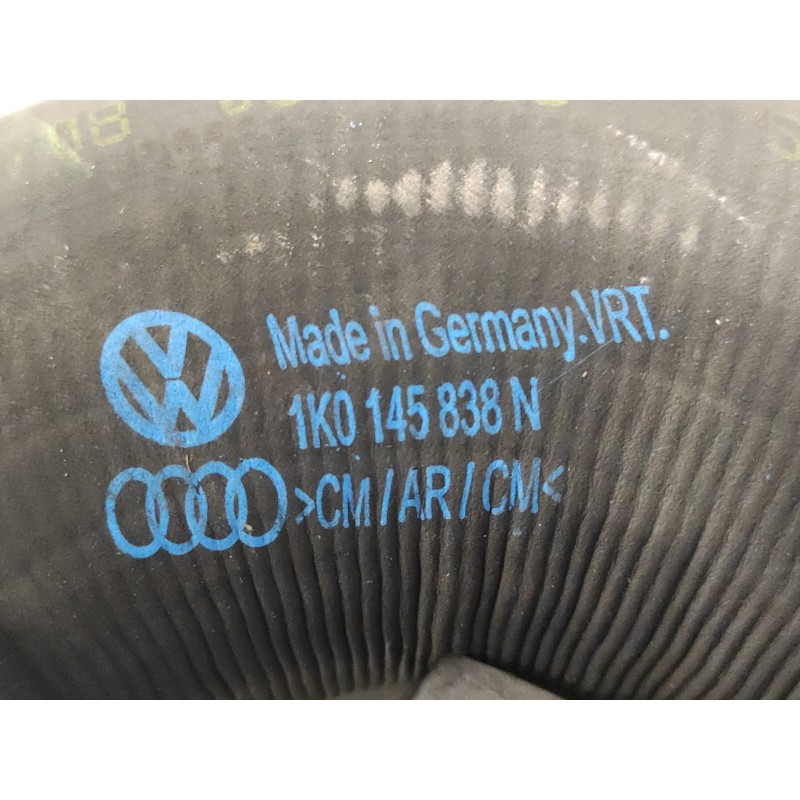 Made in Germany.VRT.
1K0 145 838 N
>CM/AR/CM<